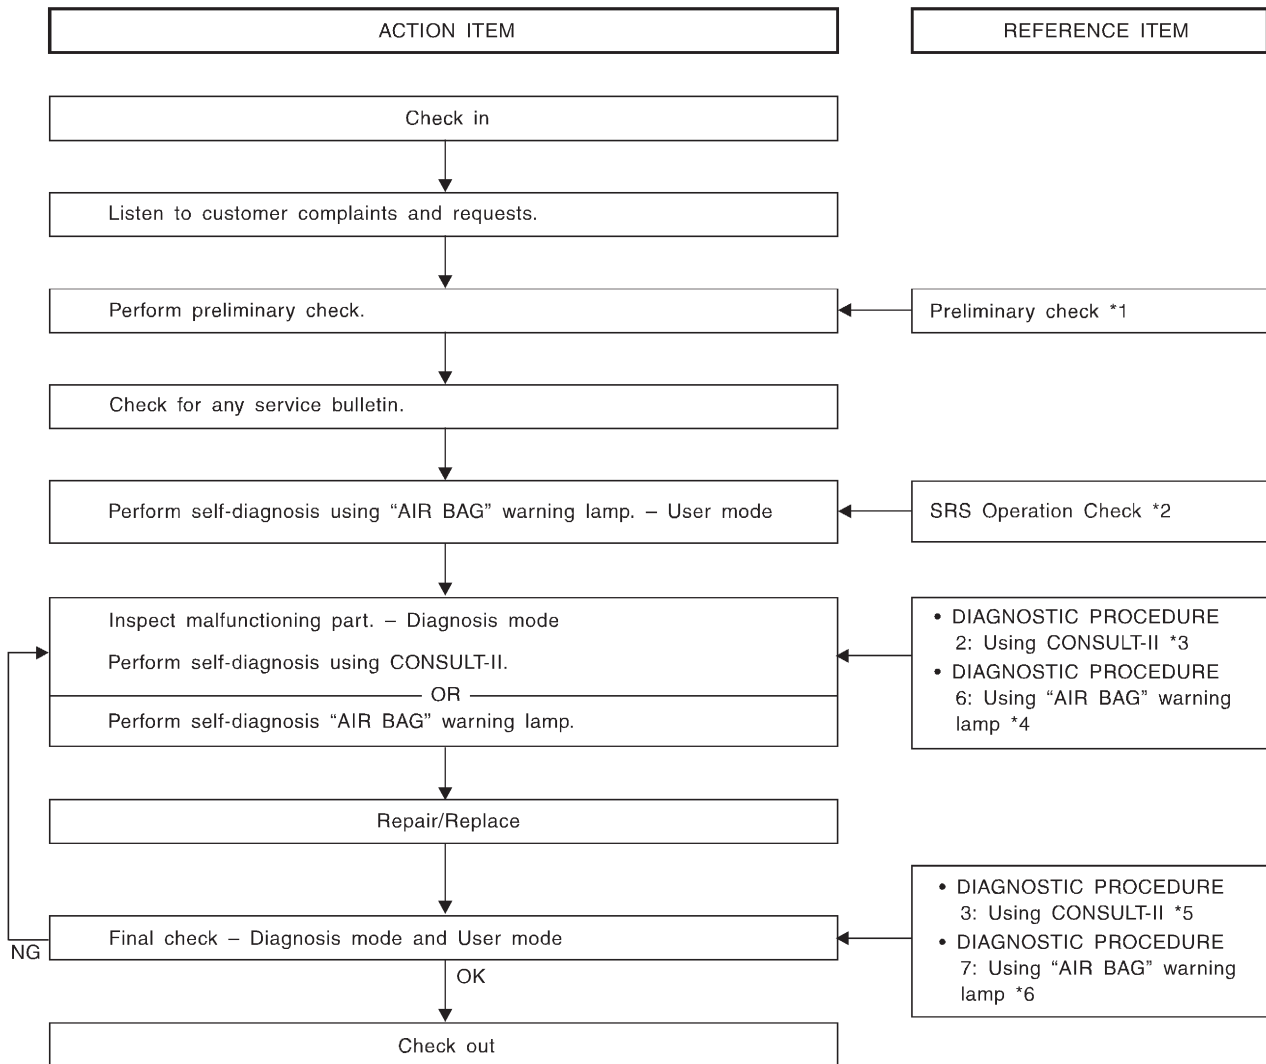 ACTION ITEM
REFERENCE ITEM
Check in
Listen to customer complaints and requests.
Perform preliminary check.
Preliminary check *1
Check for any service bulletin.
Perform self-diagnosis using “AIR BAG” warning lamp. – User mode
SRS Operation Check *2
Inspect malfunctioning part. – Diagnosis mode
Perform self-diagnosis using CONSULT-II.
OR
Perform self-diagnosis “AIR BAG” warning lamp.
• DIAGNOSTIC PROCEDURE
2: Using CONSULT-II *3
• DIAGNOSTIC PROCEDURE
6: Using “AIR BAG” warning
lamp *4
Repair/Replace
Final check – Diagnosis mode and User mode
• DIAGNOSTIC PROCEDURE
3: Using CONSULT-II *5
• DIAGNOSTIC PROCEDURE
7: Using “AIR BAG” warning
lamp *6
NG
OK
Check out